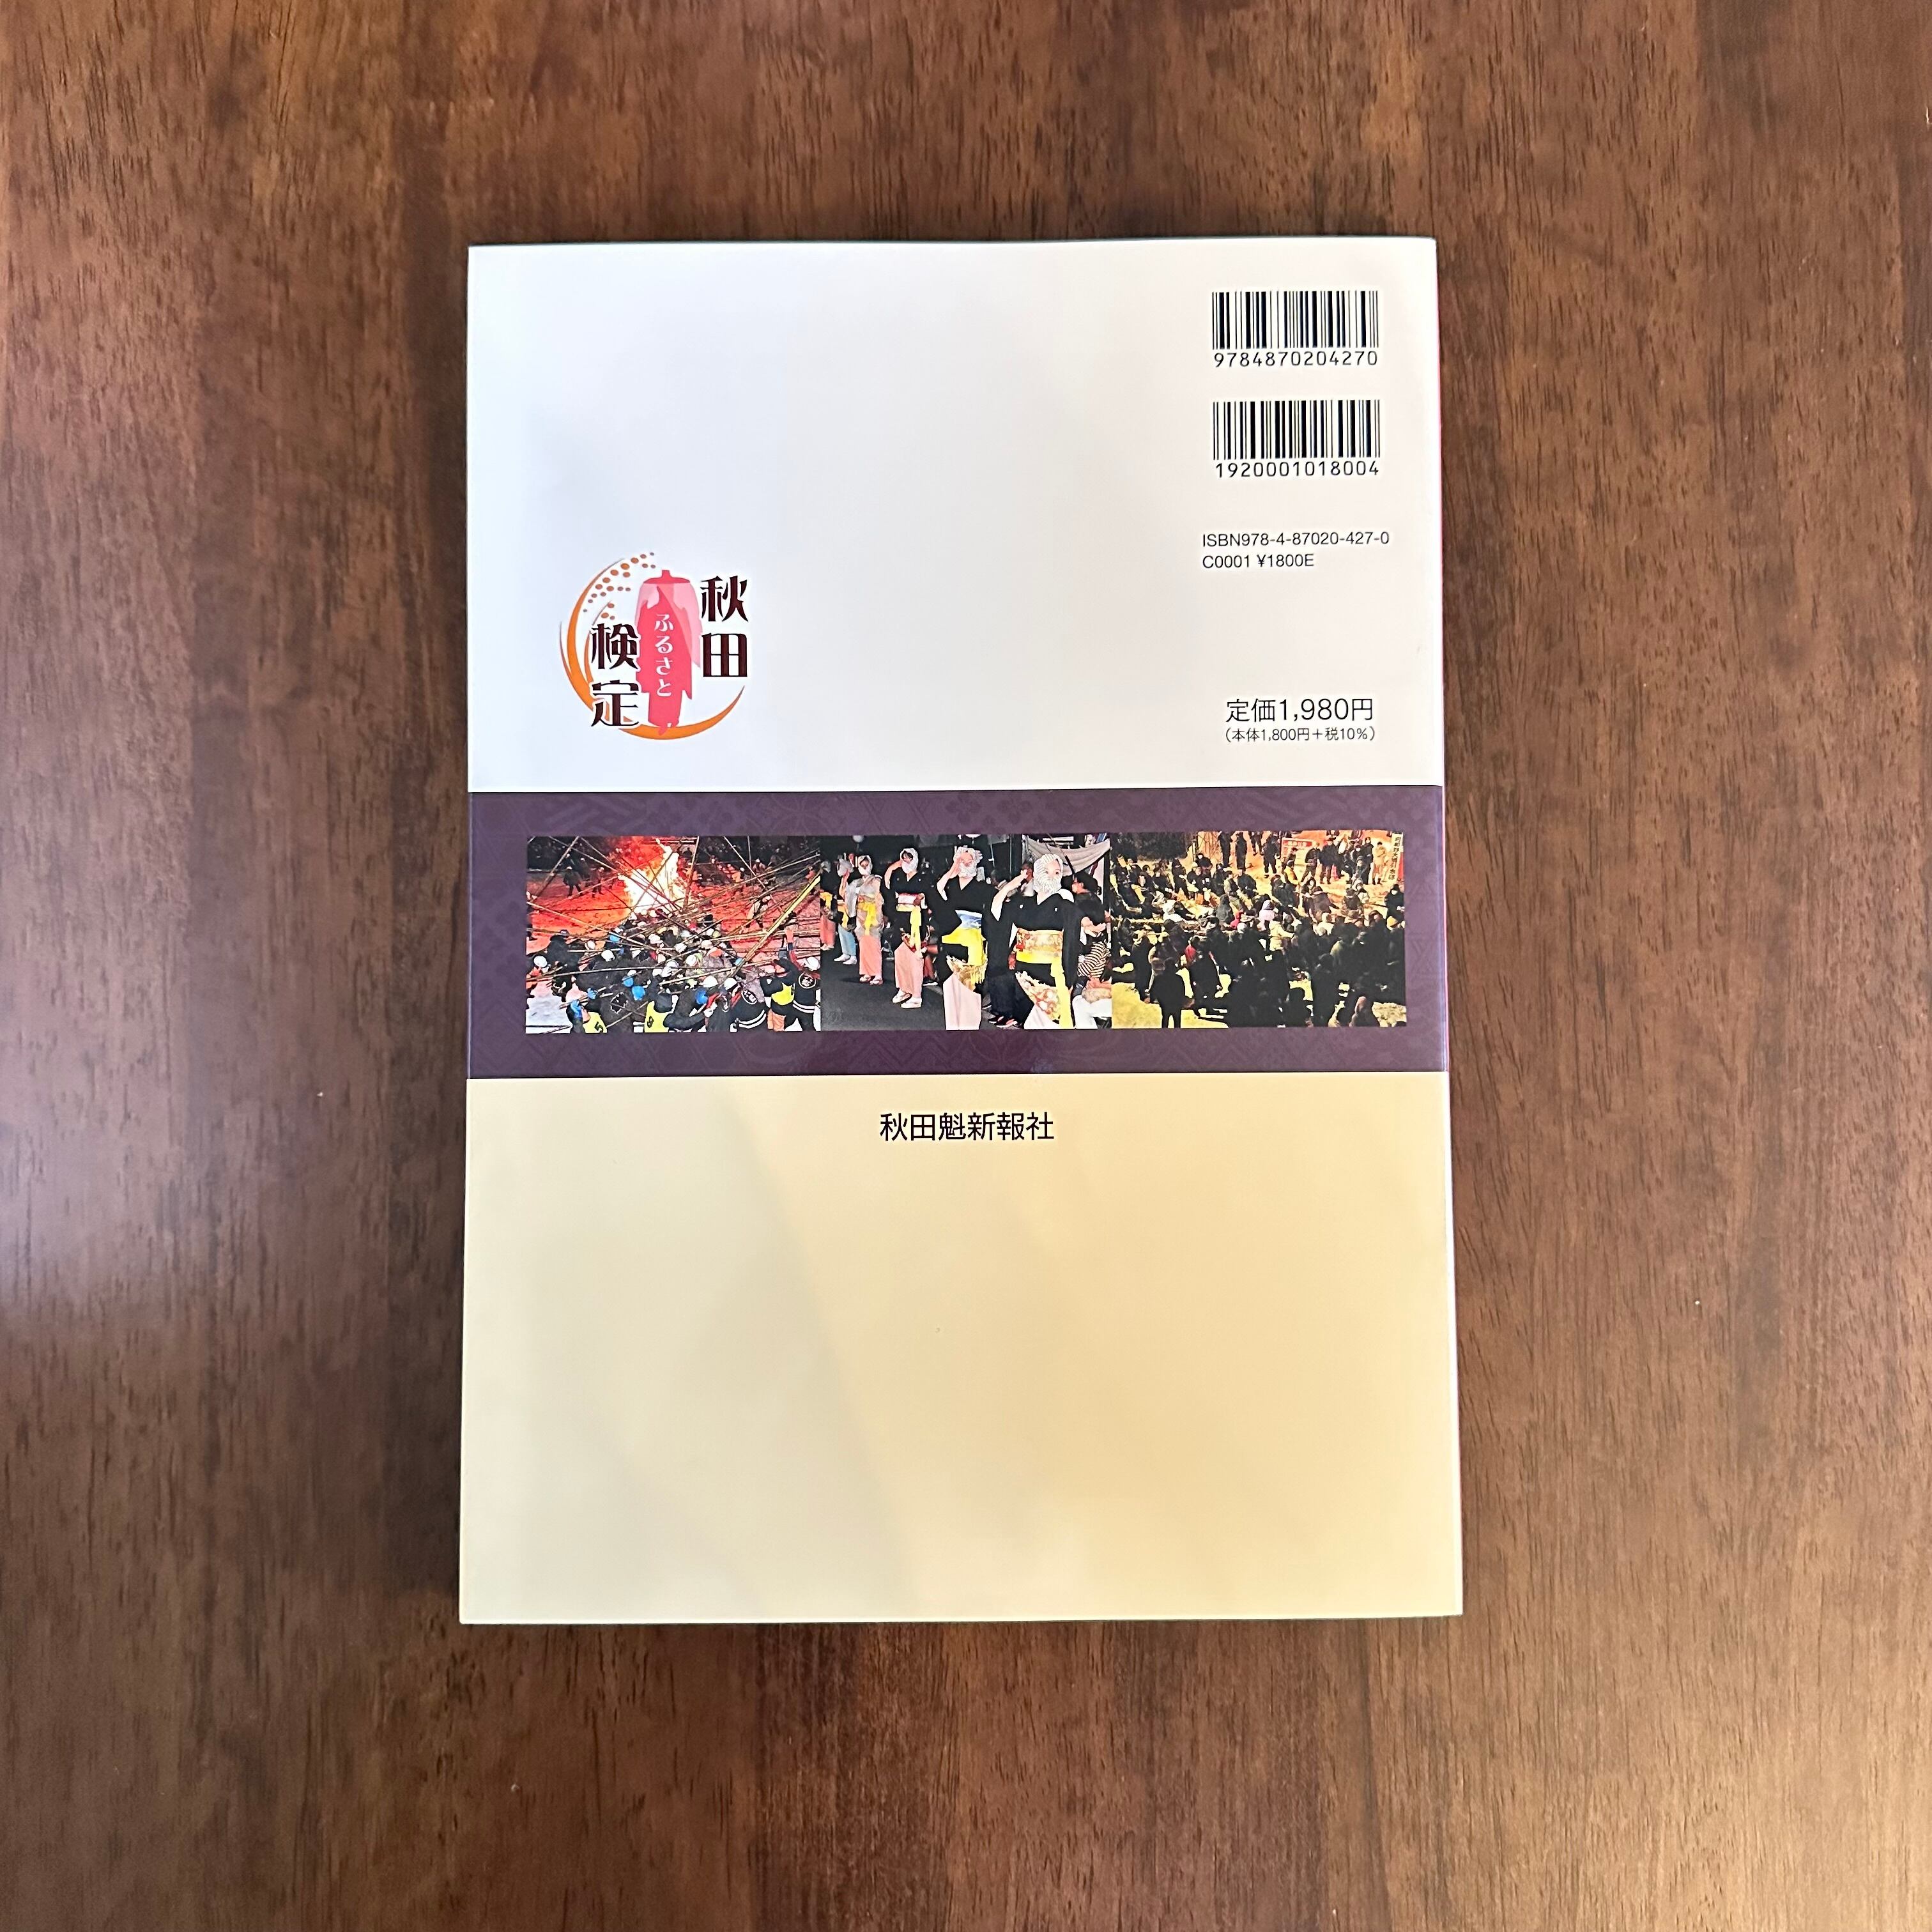 9784870204270
1920001018004
ISBN978-4-87020-427-0
C0001 ¥1800E
秋田
ふるさと
検定
定価1,980円
(本体1,800円+税10%)
秋田魁新報社